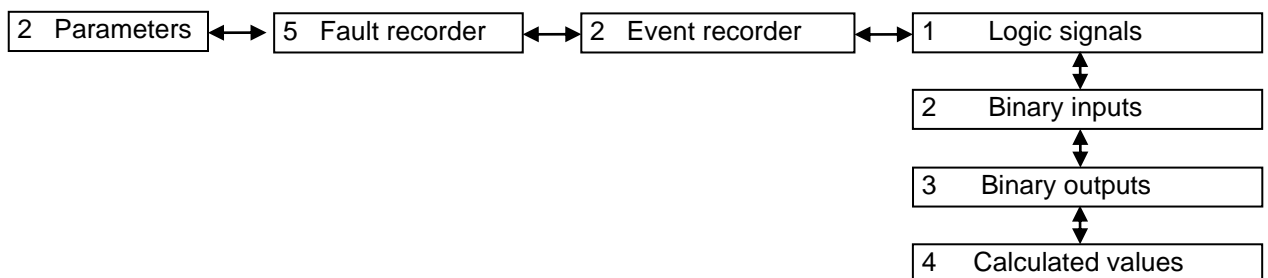 2 Parameters
5 Fault recorder
2 Event recorder
1 Logic signals
2 Binary inputs
3 Binary outputs
4 Calculated values